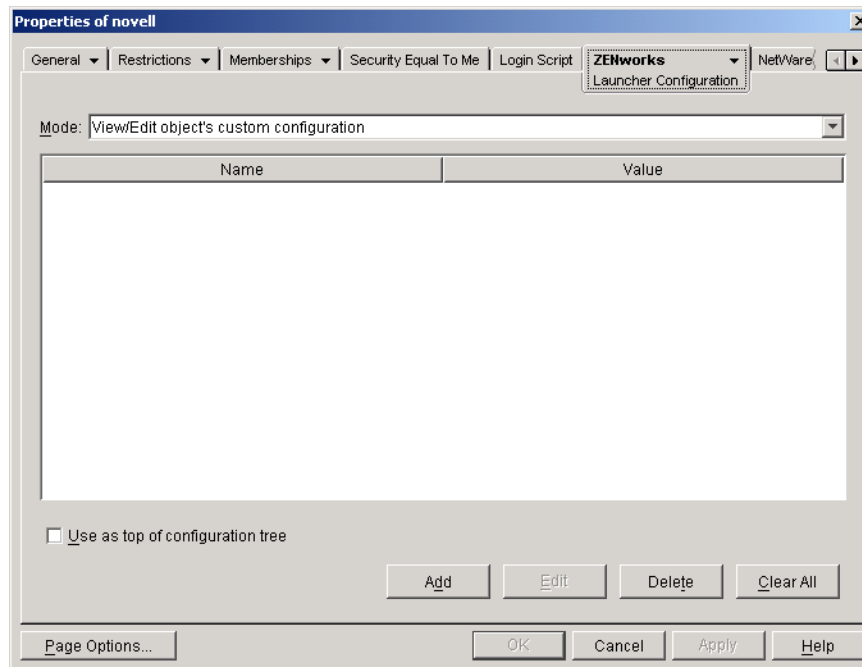 Properties of novell
General
Restrictions
Memberships
Security Equal To Me
Login Script
ZENworks
Launcher Configuration
NetWare
Mode: View/Edit object's custom configuration
Name Value
Use as top of configuration tree
Add Edit Delete Clear All
Page Options... OK Cancel Apply Help